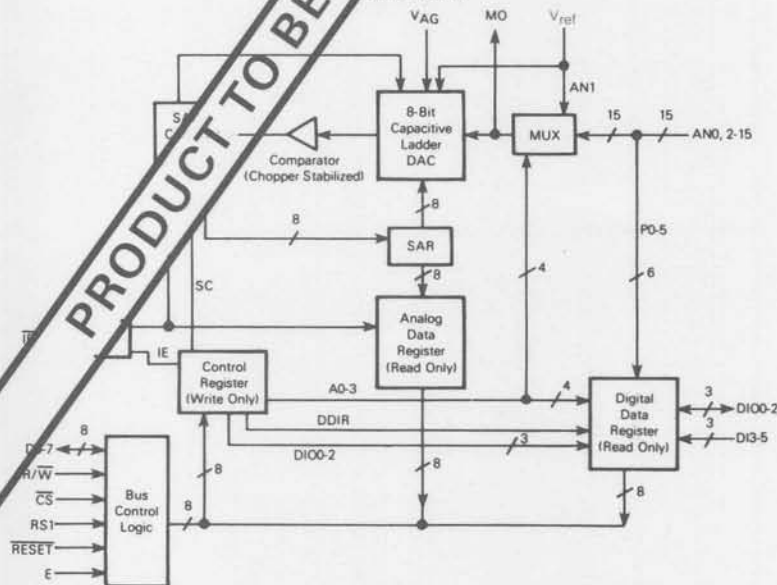 PRODUCT TO BE
VAG
MO
Vref
AN1
8-Bit
Capacitive
Ladder
DAC
MUX
15
15
AN0, 2-15
Comparator
(Chopper Stabilized)
8
8
SAR
4
P0-5
6
SC
8
Analog
Data
Register
(Read Only)
IE
Control
Register
(Write Only)
A0-3
4
DDIR
DIO0-2
3
Digital
Data
Register
(Read Only)
3
DIO0-2
3
DI3-5
8
8
8
8
R/W
CS
RS1
RESET
E
Bus
Control
Logic
8